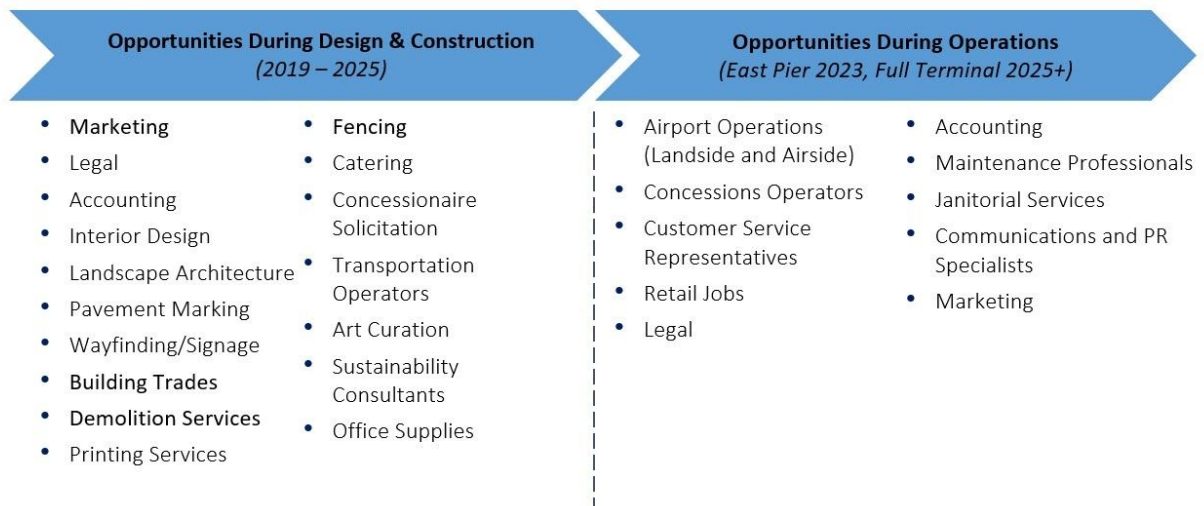 Opportunities During Design & Construction
(2019 – 2025)
• Marketing
• Legal
• Accounting
• Interior Design
• Landscape Architecture
• Pavement Marking
• Wayfinding/Signage
• Building Trades
• Demolition Services
• Printing Services
• Fencing
• Catering
• Concessionaire
Solicitation
• Transportation
Operators
• Art Curation
• Sustainability
Consultants
• Office Supplies
Opportunities During Operations
(East Pier 2023, Full Terminal 2025+)
• Airport Operations
(Landside and Airside)
• Concessions Operators
• Customer Service
Representatives
• Retail Jobs
• Legal
• Accounting
• Maintenance Professionals
• Janitorial Services
• Communications and PR
Specialists
• Marketing